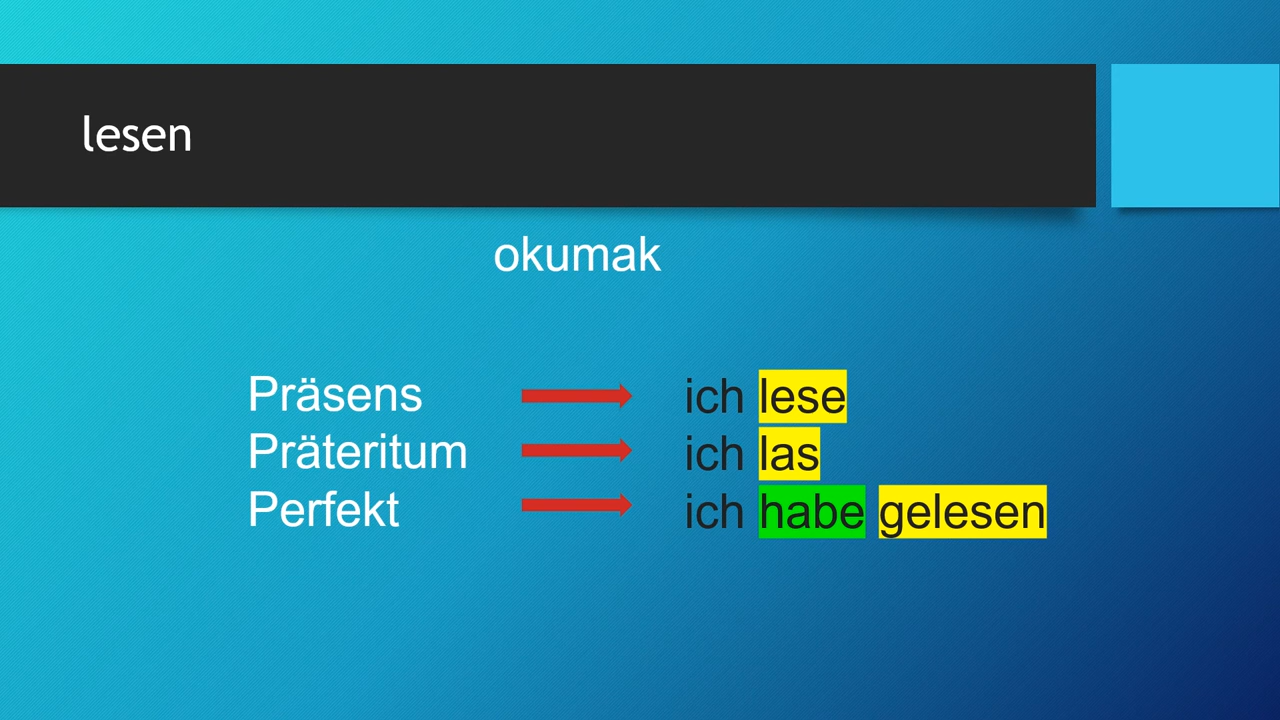 lesen
okumak
Präsens ich lese
Präteritum ich las
Perfekt ich habe gelesen